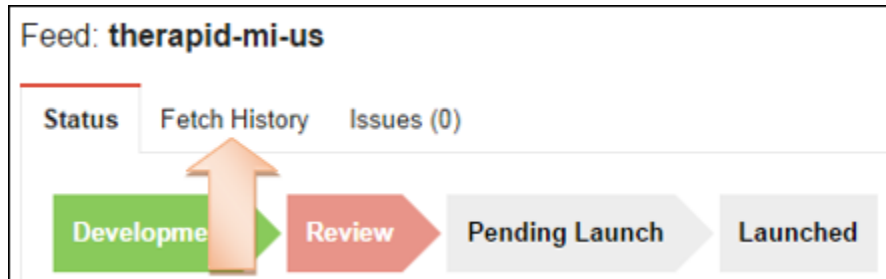 Feed: therapid-mi-us
Status Fetch History Issues (0)
Developme Review Pending Launch Launched